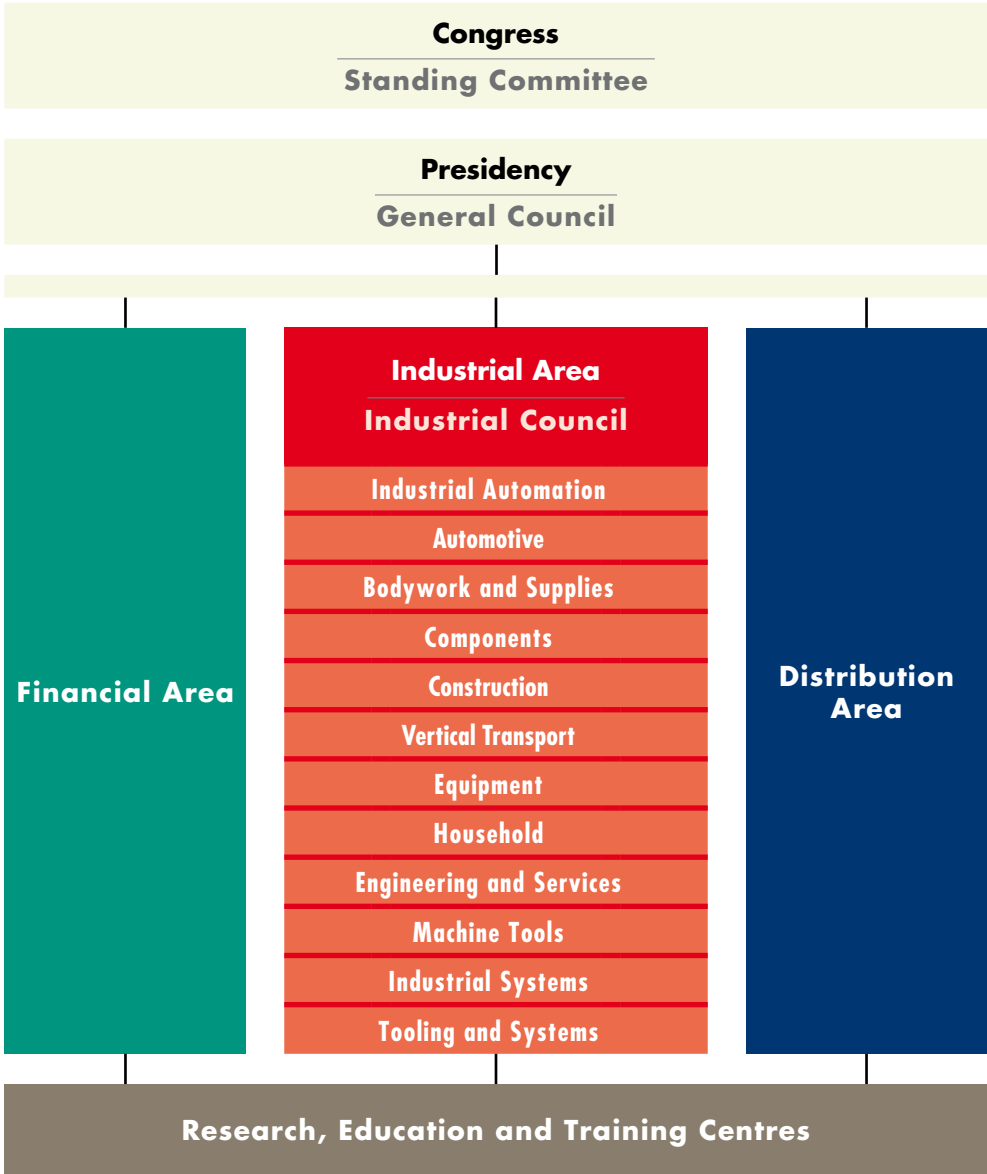 Congress
Standing Committee
Presidency
General Council
Financial Area
Industrial Area
Industrial Council
Industrial Automation
Automotive
Bodywork and Supplies
Components
Construction
Vertical Transport
Equipment
Household
Engineering and Services
Machine Tools
Industrial Systems
Tooling and Systems
Distribution
Area
Research, Education and Training Centres